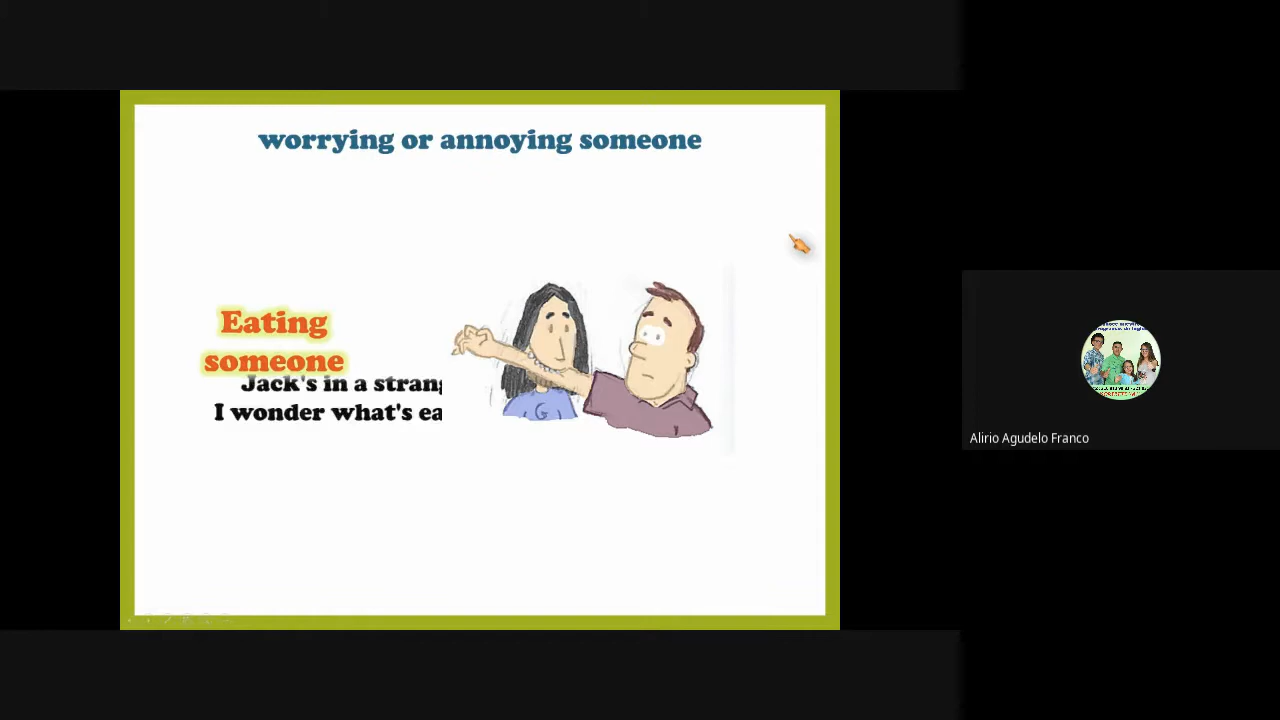 worrying or annoying someone
Eating
someone
Jack's in a strang
I wonder what's ea
Alirio Agudelo Franco